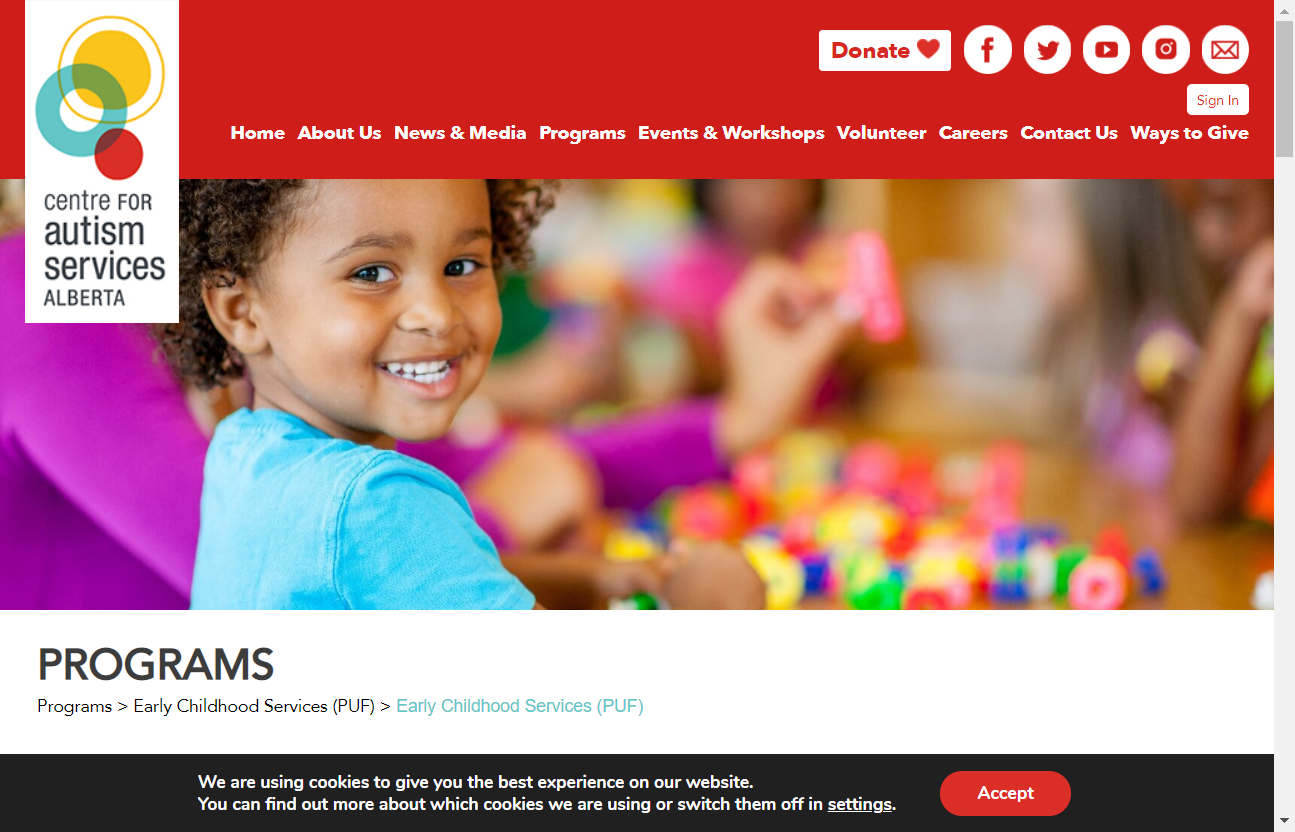 centre FOR
autism
services
ALBERTA
Donate
Sign In
Home About Us News & Media Programs Events & Workshops Volunteer Careers Contact Us Ways to Give
PROGRAMS
Programs > Early Childhood Services (PUF) > Early Childhood Services (PUF)
We are using cookies to give you the best experience on our website.
You can find out more about which cookies we are using or switch them off in settings.
Accept